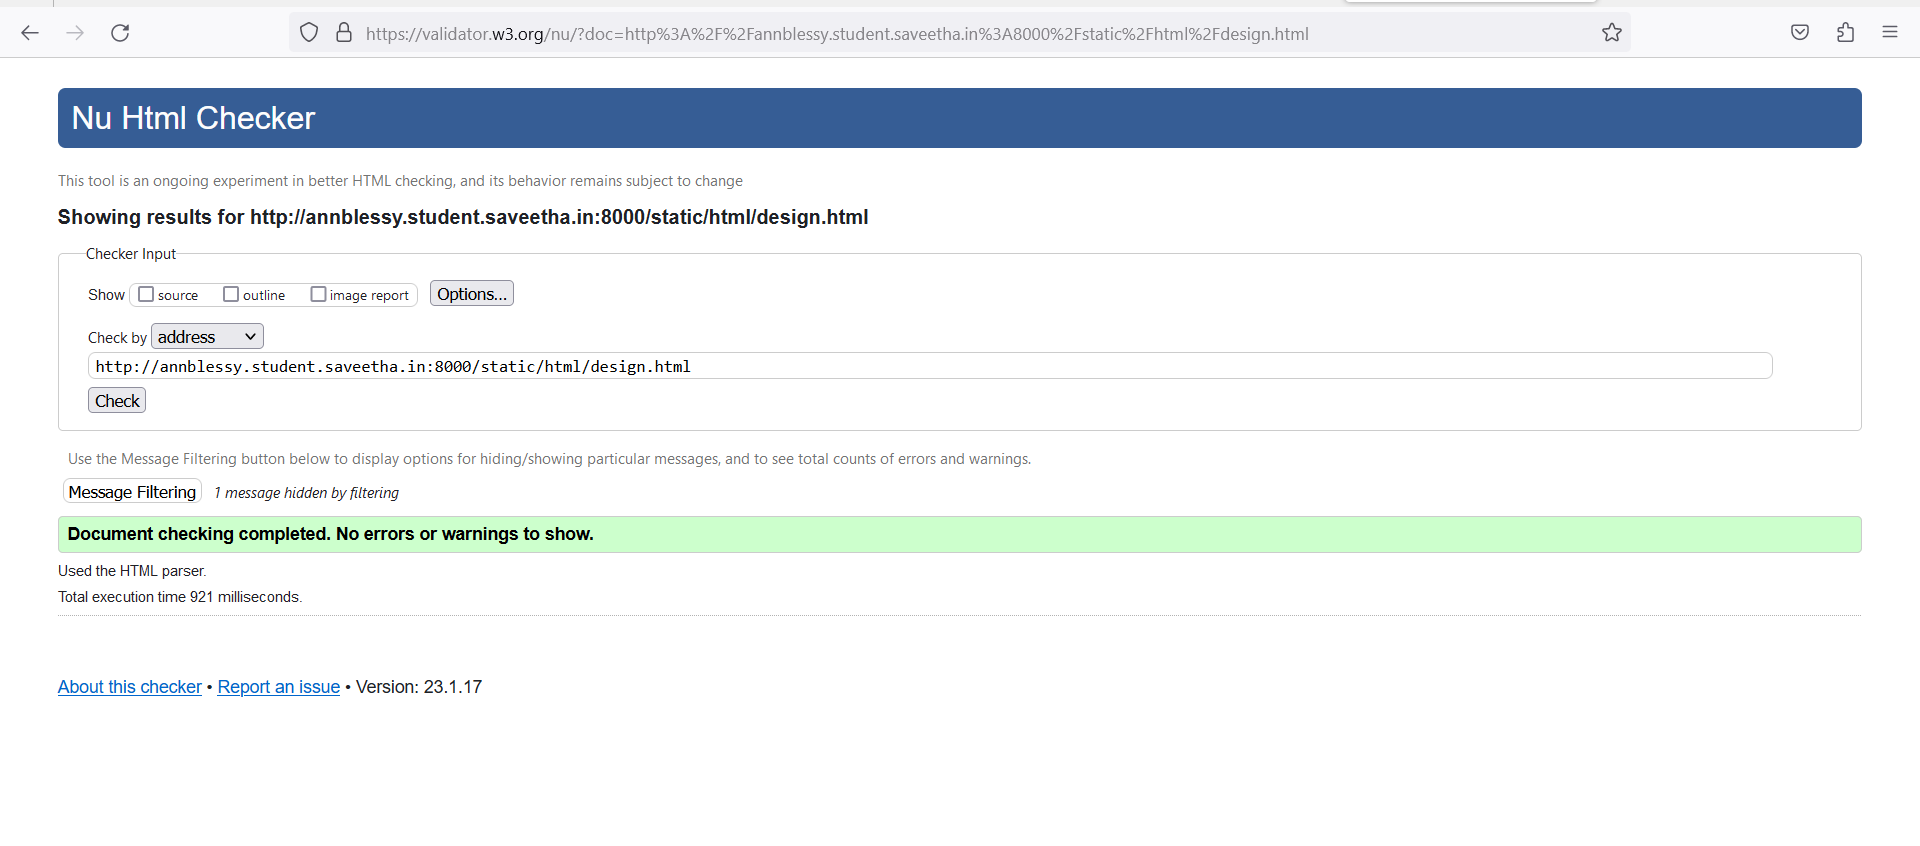 https://validator.w3.org/nu/?doc=http%3A%2F%2Fannblessy.student.saveetha.in%3A8000%2Fstatic%2Fhtml%2Fdesign.html
Nu Html Checker
This tool is an ongoing experiment in better HTML checking, and its behavior remains subject to change
Showing results for http://annblessy.student.saveetha.in:8000/static/html/design.html
Checker Input
Show source outline image report Options...
Check by address
http://annblessy.student.saveetha.in:8000/static/html/design.html
Check
Use the Message Filtering button below to display options for hiding/showing particular messages, and to see total counts of errors and warnings.
Message Filtering 1 message hidden by filtering
Document checking completed. No errors or warnings to show.
Used the HTML parser.
Total execution time 921 milliseconds.
About this checker • Report an issue • Version: 23.1.17